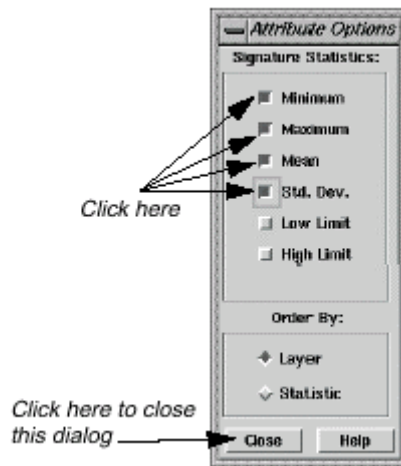 Attribute Options
Signature Statistics:
Minimum
Maximum
Mean
Std. Dev.
Click here
Low Limit
High Limit
Order By:
Layer
Statistic
Click here to close
this dialog
Close Help